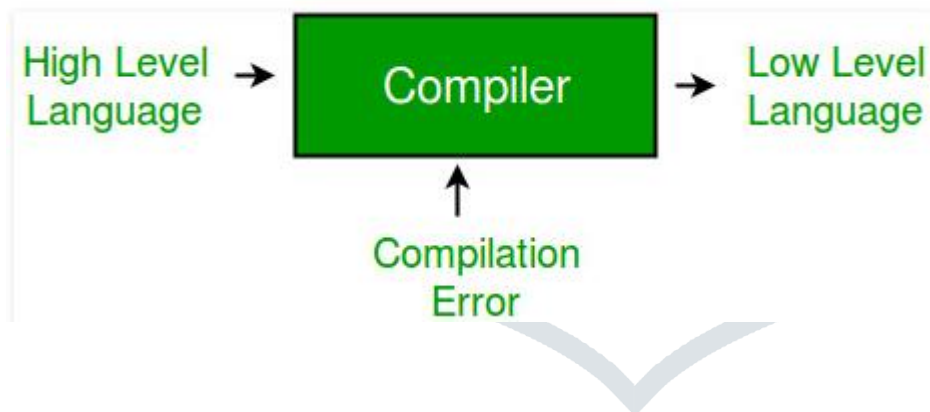 High Level
Language
Compiler
Low Level
Language
Compilation
Error